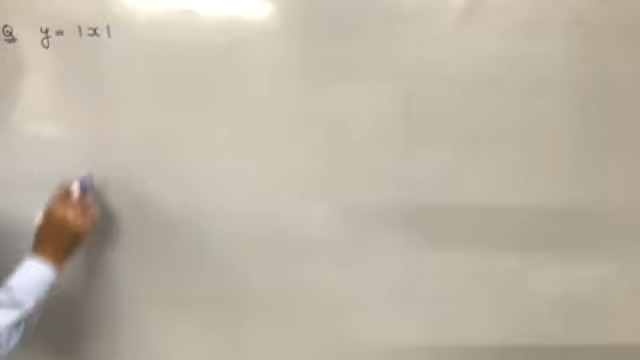 Q y = |x|